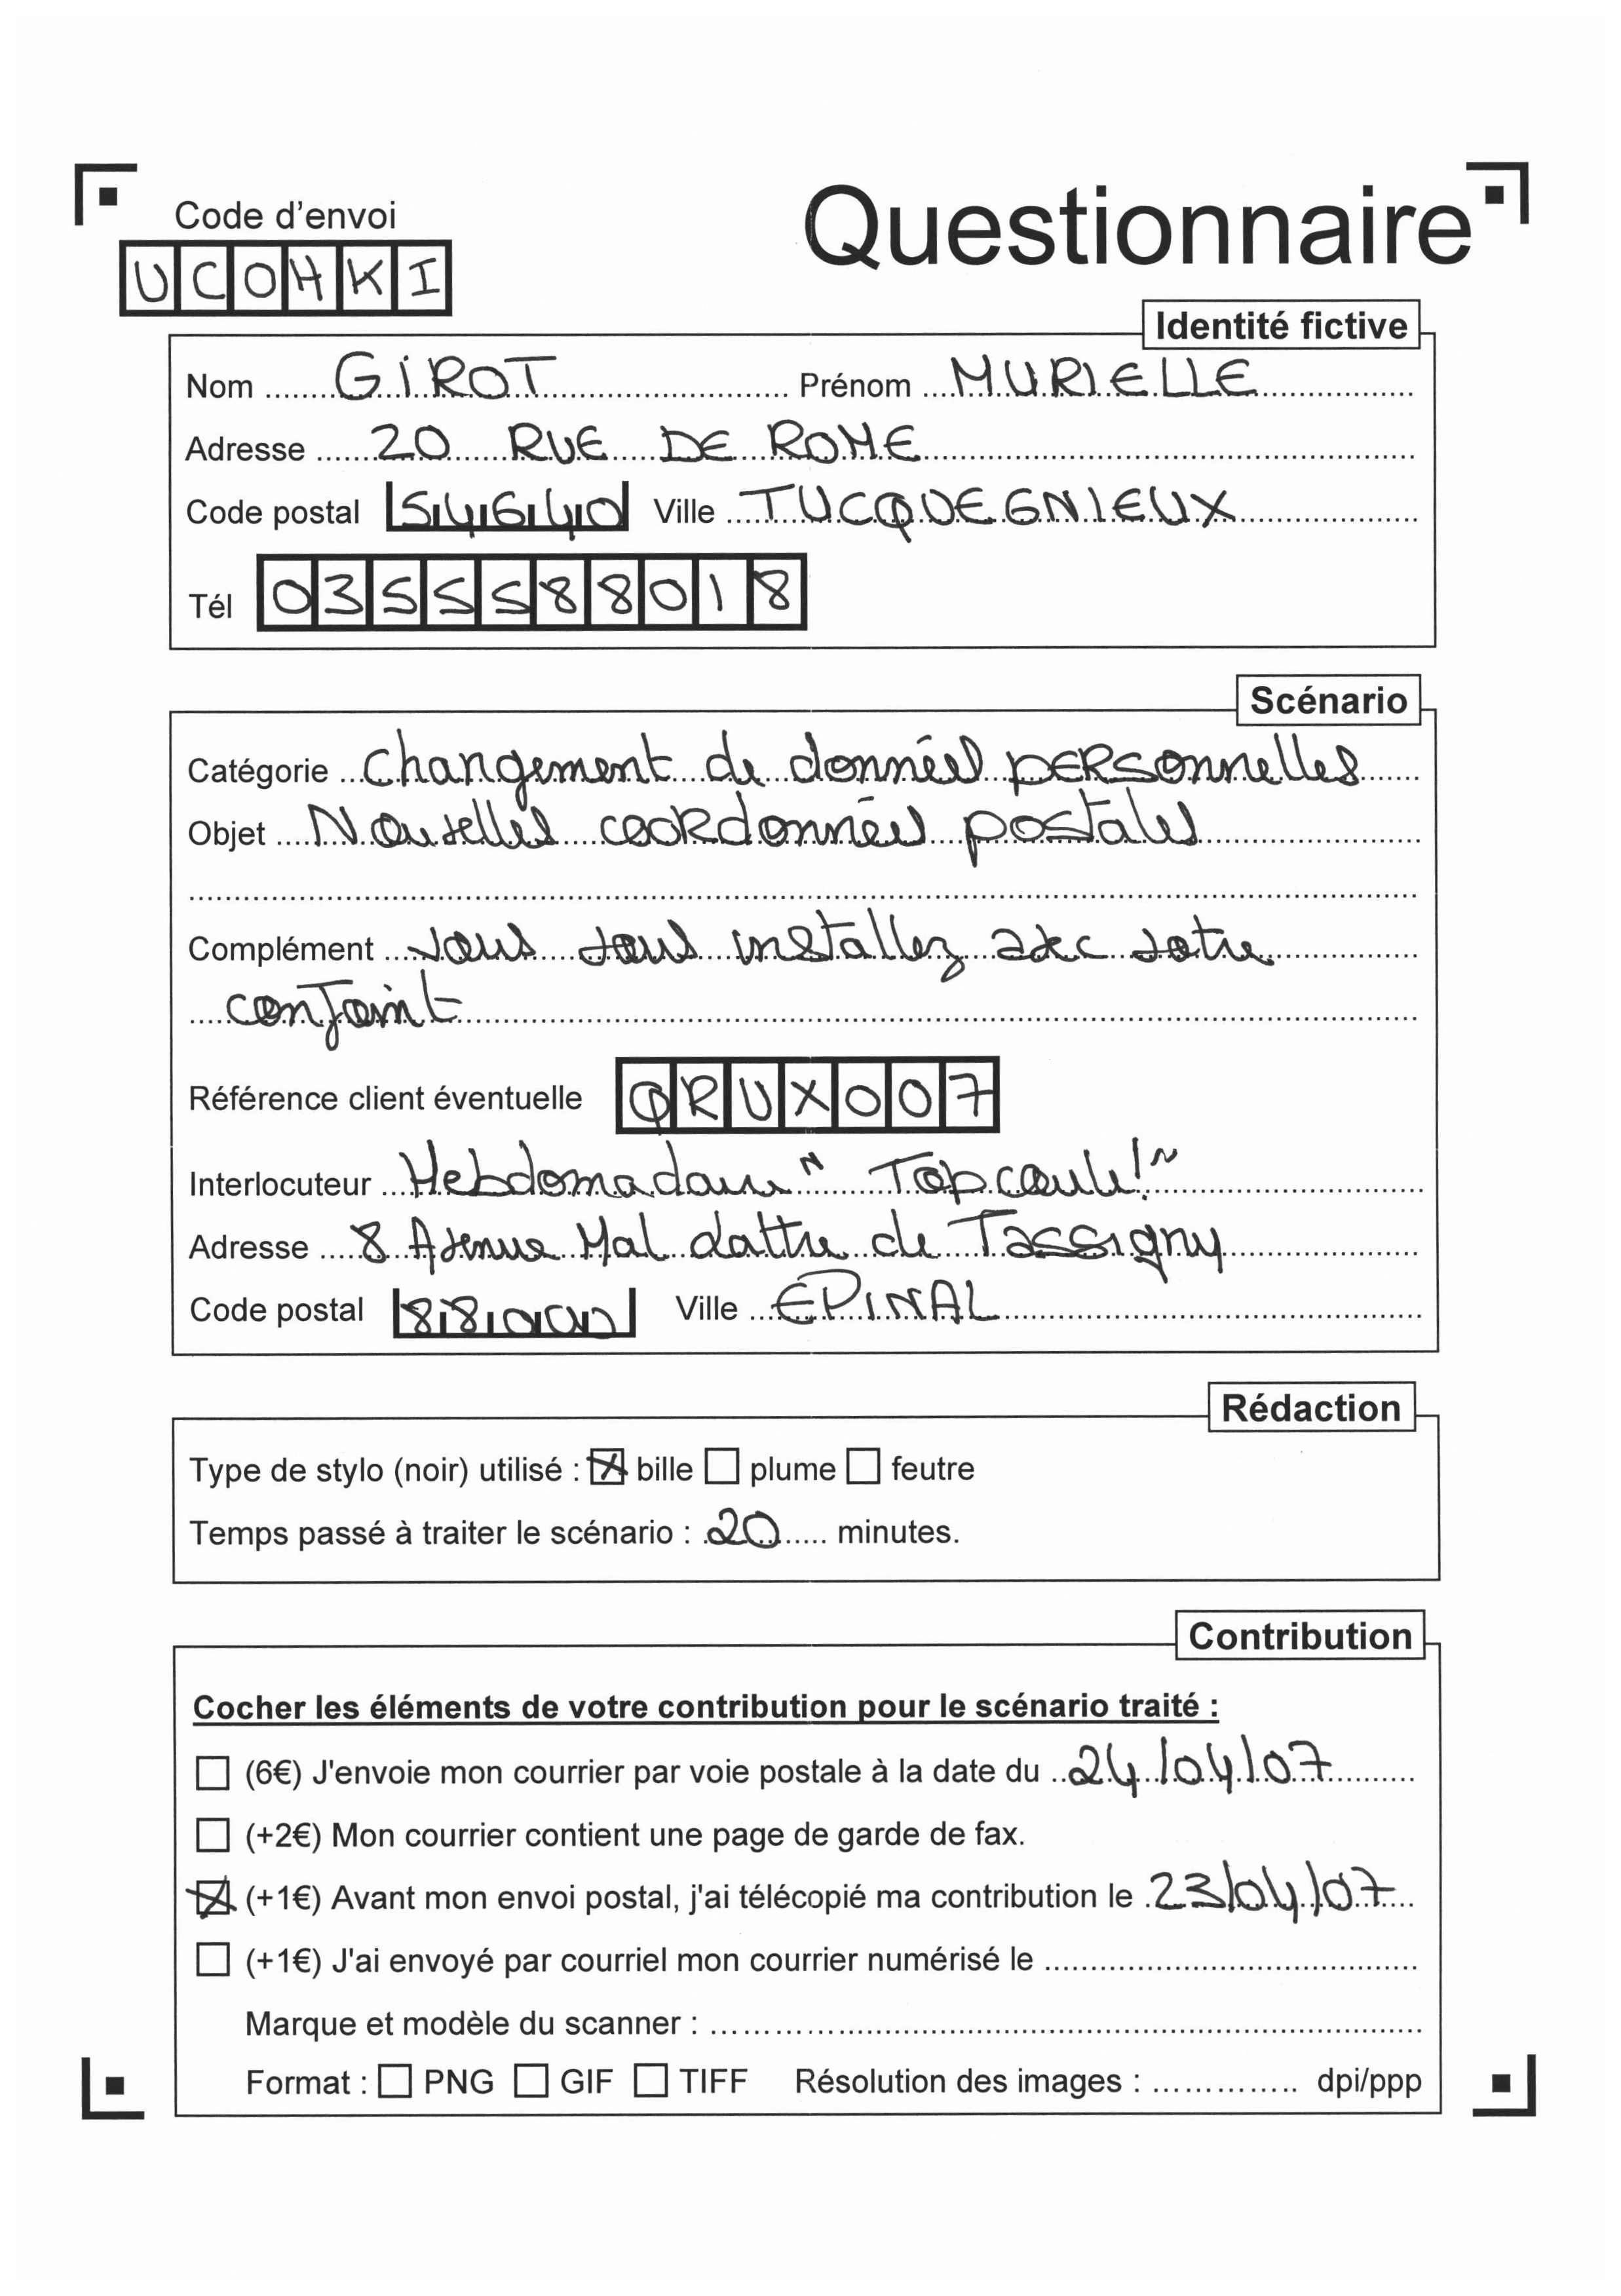 Code d'envoi
UCOHKI
Questionnaire
Identité fictive
Nom GIROT Prénom MURIELLE
Adresse 20 RUE DE ROME
Code postal 54640 Ville TUCQUEGNIEUX
Tél 0355588018
Scénario
Catégorie changement de données personnelles
Objet Nouvelles coordonnées postales
Complément vous vous installez avec votre
conjoint
Référence client éventuelle QRUX007
Interlocuteur Hebdomadaire "Top !"
Adresse 8 Avenue Mal dattre de Tassigny
Code postal 88000 Ville EPINAL
Rédaction
Type de stylo (noir) utilisé : ☒ bille ☐ plume ☐ feutre
Temps passé à traiter le scénario : 20 minutes.
Contribution
Cocher les éléments de votre contribution pour le scénario traité :
☐ (6€) J'envoie mon courrier par voie postale à la date du 24/04/07
☐ (+2€) Mon courrier contient une page de garde de fax.
☒ (+1€) Avant mon envoi postal, j'ai télécopié ma contribution le 23/04/07
☐ (+1€) J'ai envoyé par courriel mon courrier numérisé le
Marque et modèle du scanner :
Format : ☐ PNG ☐ GIF ☐ TIFF Résolution des images : dpi/ppp